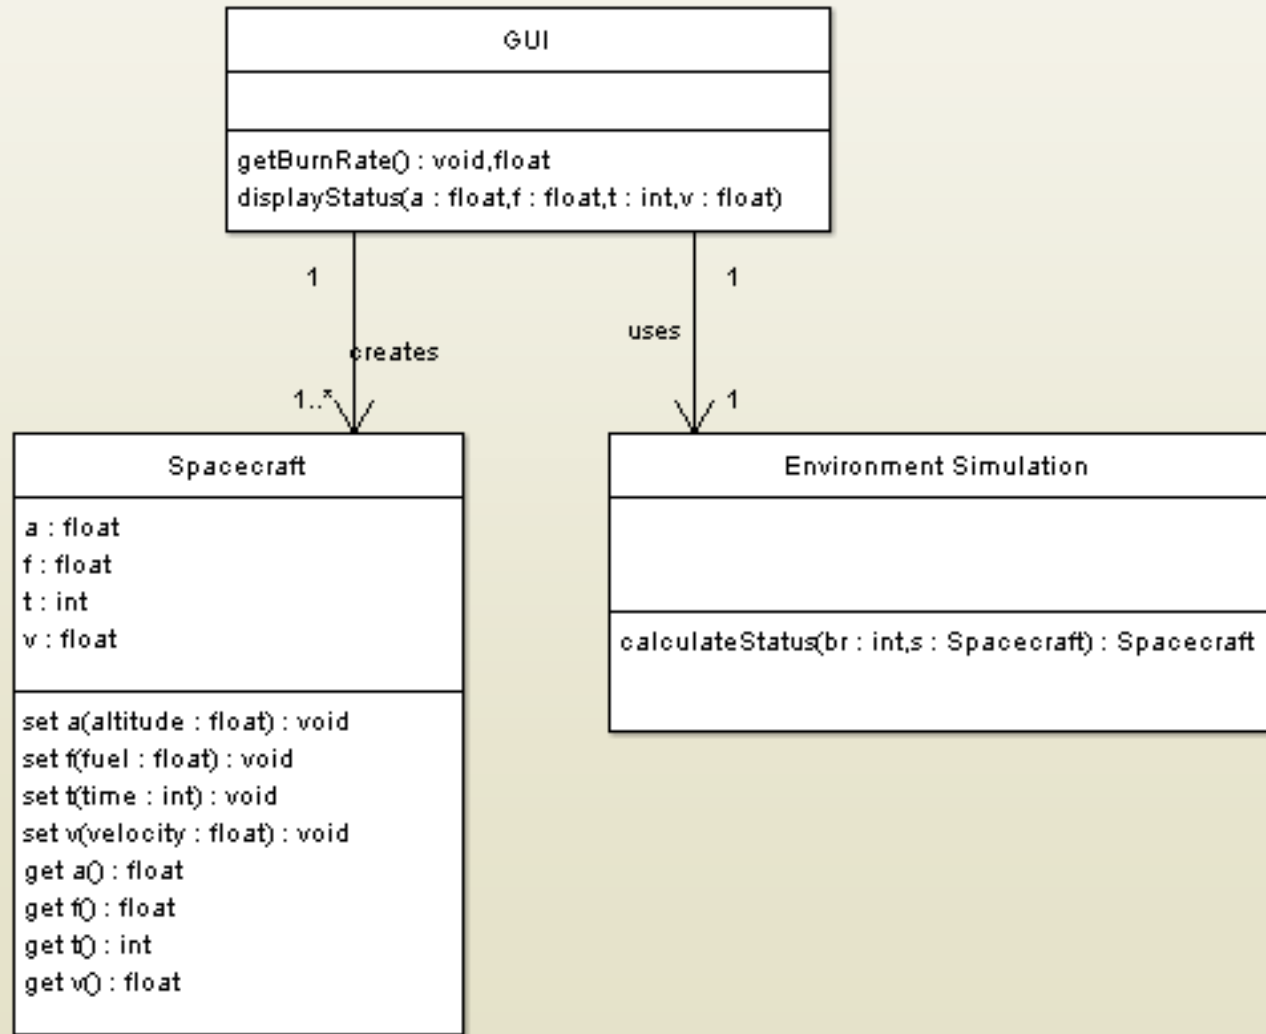 GUI
getBurnRate() : void,float
displayStatus(a : float,f : float,t : int,v : float)
1
1
uses
creates
1..*
1
Spacecraft
a : float
f : float
t : int
v : float
set a(altitude : float) : void
set f(fuel : float) : void
set t(time : int) : void
set v(velocity : float) : void
get a() : float
get f() : float
get t() : int
get v() : float
Environment Simulation
calculateStatus(br : int,s : Spacecraft) : Spacecraft